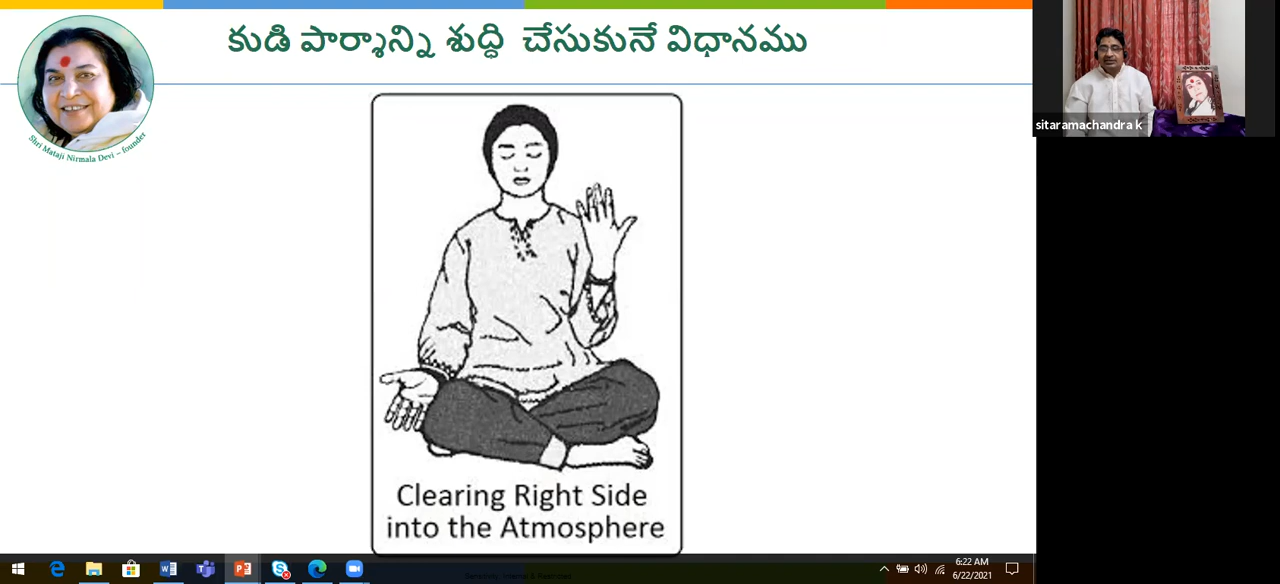 కుడి పార్శ్వాన్ని శుద్ధి చేసుకునే విధానము
Shri Mataji Nirmala Devi – founder
sitaramachandra k
Clearing Right Side
into the Atmosphere
6:22 AM
6/22/2021